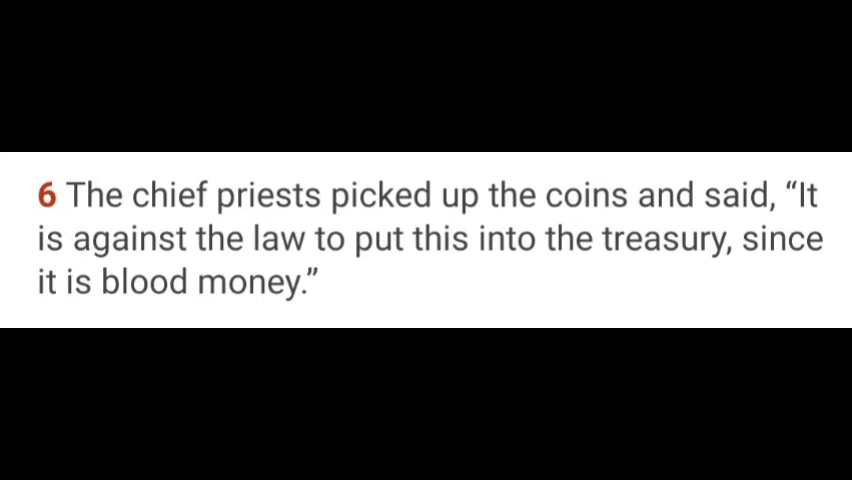 6 The chief priests picked up the coins and said, “It
is against the law to put this into the treasury, since
it is blood money.”